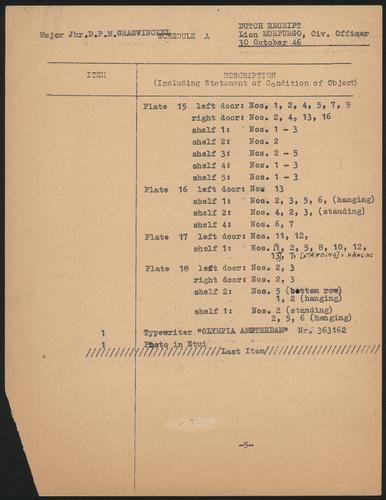 DUTCH RECEIPT
Major Jhr.D.P.M.GRASWINCKEL SCHEDULE A Lion MORPURGO, Civ. Officer
30 October 46
ITEM DESCRIPTION
(Including Statement of Condition of Object)
Plate 15 left door: Nos. 1, 2, 4, 5, 7, 9
right door: Nos. 2, 4, 13, 16
shelf 1: Nos. 1 - 3
shelf 2: Nos. 2
shelf 3: Nos. 2 - 5
shelf 4: Nos. 1 - 3
shelf 5: Nos. 1 - 3
Plate 16 left door: Nos. 13
shelf 1: Nos. 2, 3, 5, 6, (hanging)
shelf 2: Nos. 4, 2, 3, (standing)
shelf 4: Nos. 6, 7
Plate 17 left door: Nos. 11, 12,
shelf 1: Nos. 1, 2, 5, 8, 10, 12,
13, 7, (STANDING), HANGING
Plate 18 left door: Nos. 2, 3
right door: Nos. 2, 3
shelf 2: Nos. 5 (bottom row)
1, 2 (hanging)
shelf 1: Nos. 2 (standing)
2, 5, 6 (hanging)
1 Typewriter "OLYMPIA AMSTERDAM" Nr. 363162
1 Photo in Etui
////////////////////Last Item////////////////////
-5-